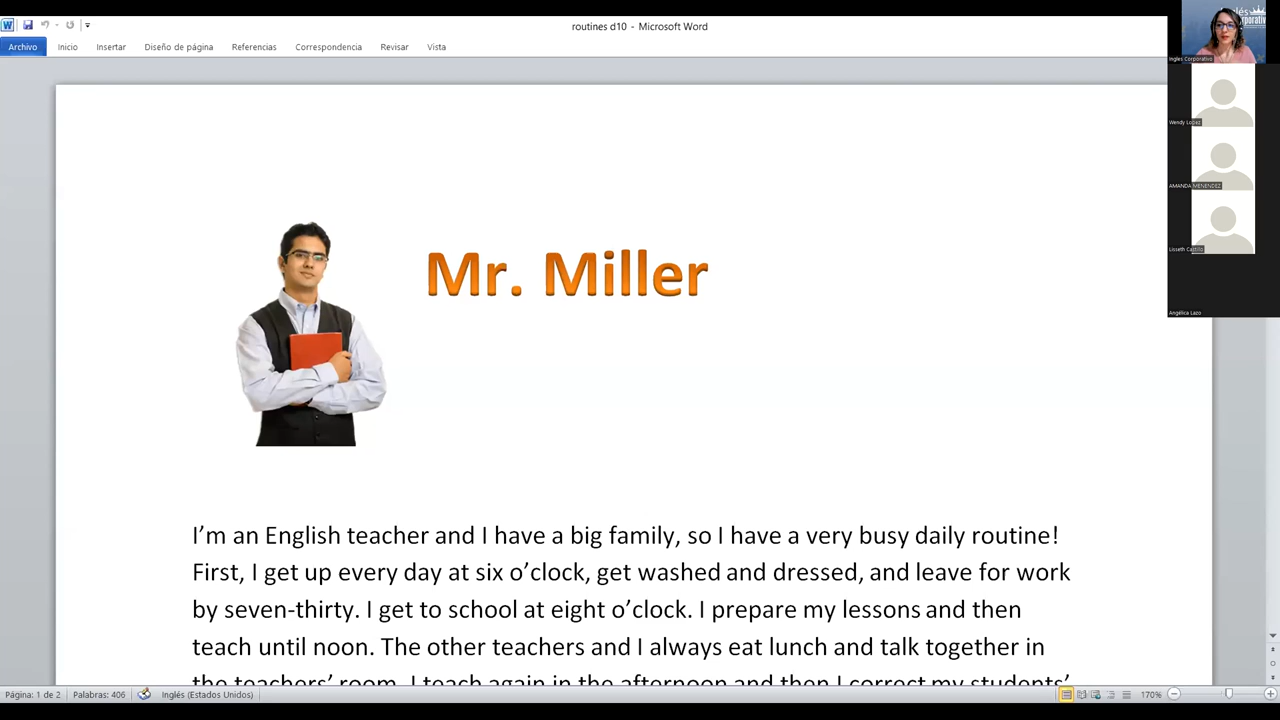 routines d10 - Microsoft Word
Archivo Inicio Insertar Diseño de página Referencias Correspondencia Revisar Vista
Inglés
Ingles Corporativo
Wendy Lopez
AMANDA MENENDEZ
Lisseth Castillo
Angélica Lazo
Mr. Miller
I’m an English teacher and I have a big family, so I have a very busy daily routine!
First, I get up every day at six o’clock, get washed and dressed, and leave for work
by seven-thirty. I get to school at eight o’clock. I prepare my lessons and then
teach until noon. The other teachers and I always eat lunch and talk together in
the teachers’ room. I teach again in the afternoon and then I correct my students’
Página: 1 de 2 Palabras: 406 Inglés (Estados Unidos) 170%